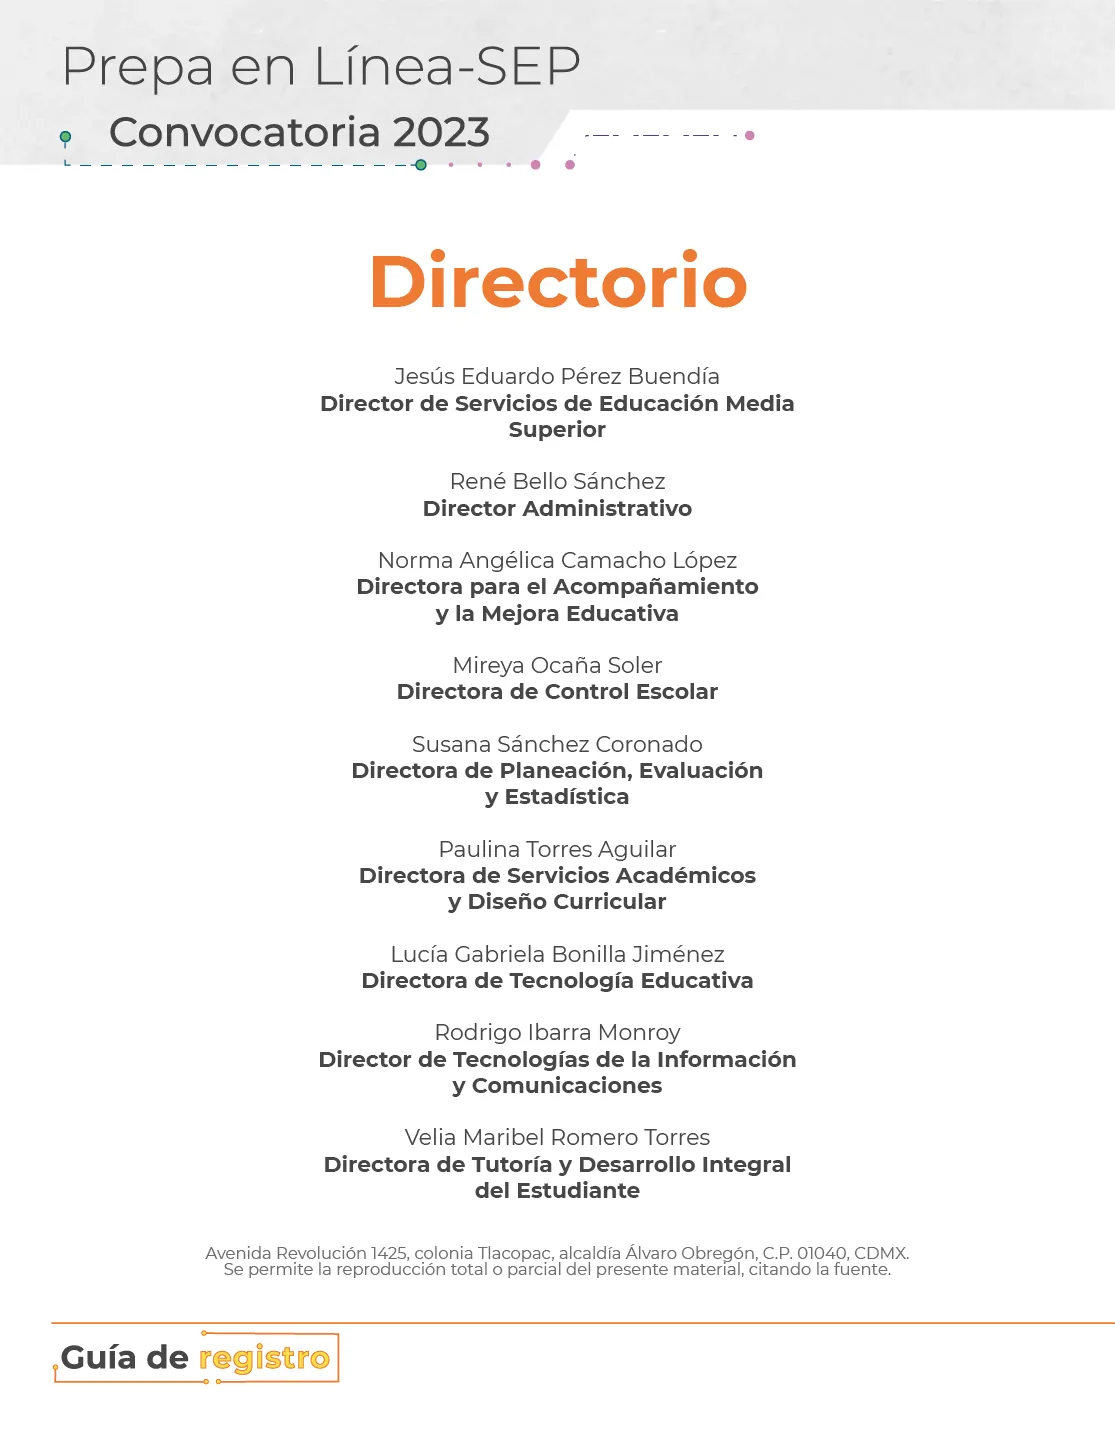 Prepa en Línea-SEP
Convocatoria 2023
Directorio
Jesús Eduardo Pérez Buendía
Director de Servicios de Educación Media
Superior
René Bello Sánchez
Director Administrativo
Norma Angélica Camacho López
Directora para el Acompañamiento
y la Mejora Educativa
Mireya Ocaña Soler
Directora de Control Escolar
Susana Sánchez Coronado
Directora de Planeación, Evaluación
y Estadística
Paulina Torres Aguilar
Directora de Servicios Académicos
y Diseño Curricular
Lucía Gabriela Bonilla Jiménez
Directora de Tecnología Educativa
Rodrigo Ibarra Monroy
Director de Tecnologías de la Información
y Comunicaciones
Velia Maribel Romero Torres
Directora de Tutoría y Desarrollo Integral
del Estudiante
Avenida Revolución 1425, colonia Tlacopac, alcaldía Álvaro Obregón, C.P. 01040, CDMX.
Se permite la reproducción total o parcial del presente material, citando la fuente.
Guía de registro